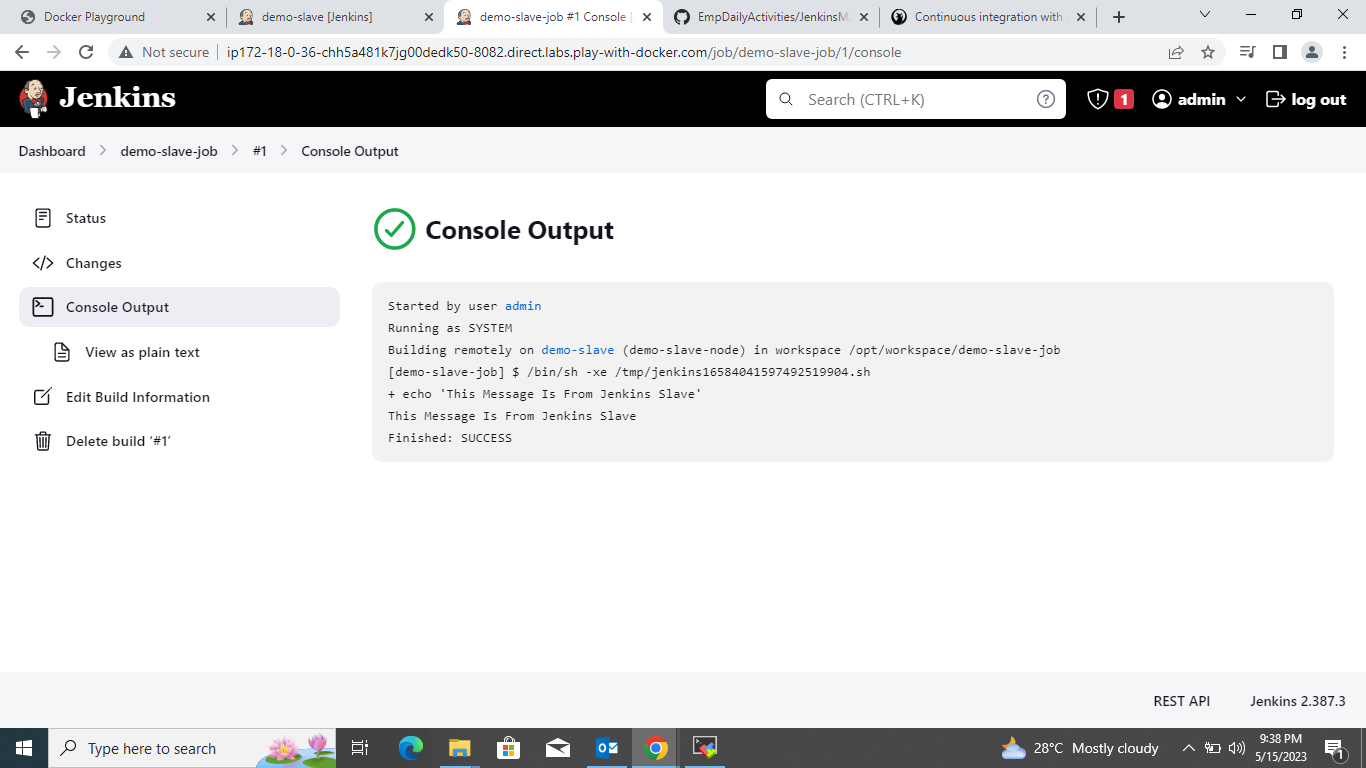 Docker Playground
demo-slave [Jenkins]
demo-slave-job #1 Console [
EmpDailyActivities/JenkinsM
Continuous integration with
Not secure
ip172-18-0-36-chh5a481k7jg00dedk50-8082.direct.labs.play-with-docker.com/job/demo-slave-job/1/console
Jenkins
Search (CTRL+K)
?
1
admin
log out
Dashboard
demo-slave-job
#1
Console Output
Status
Changes
Console Output
View as plain text
Edit Build Information
Delete build ‘#1’
Console Output
Started by user admin
Running as SYSTEM
Building remotely on demo-slave (demo-slave-node) in workspace /opt/workspace/demo-slave-job
[demo-slave-job] $ /bin/sh -xe /tmp/jenkins16584041597492519904.sh
+ echo 'This Message Is From Jenkins Slave'
This Message Is From Jenkins Slave
Finished: SUCCESS
REST API
Jenkins 2.387.3
Type here to search
28°C Mostly cloudy
9:38 PM
5/15/2023
1